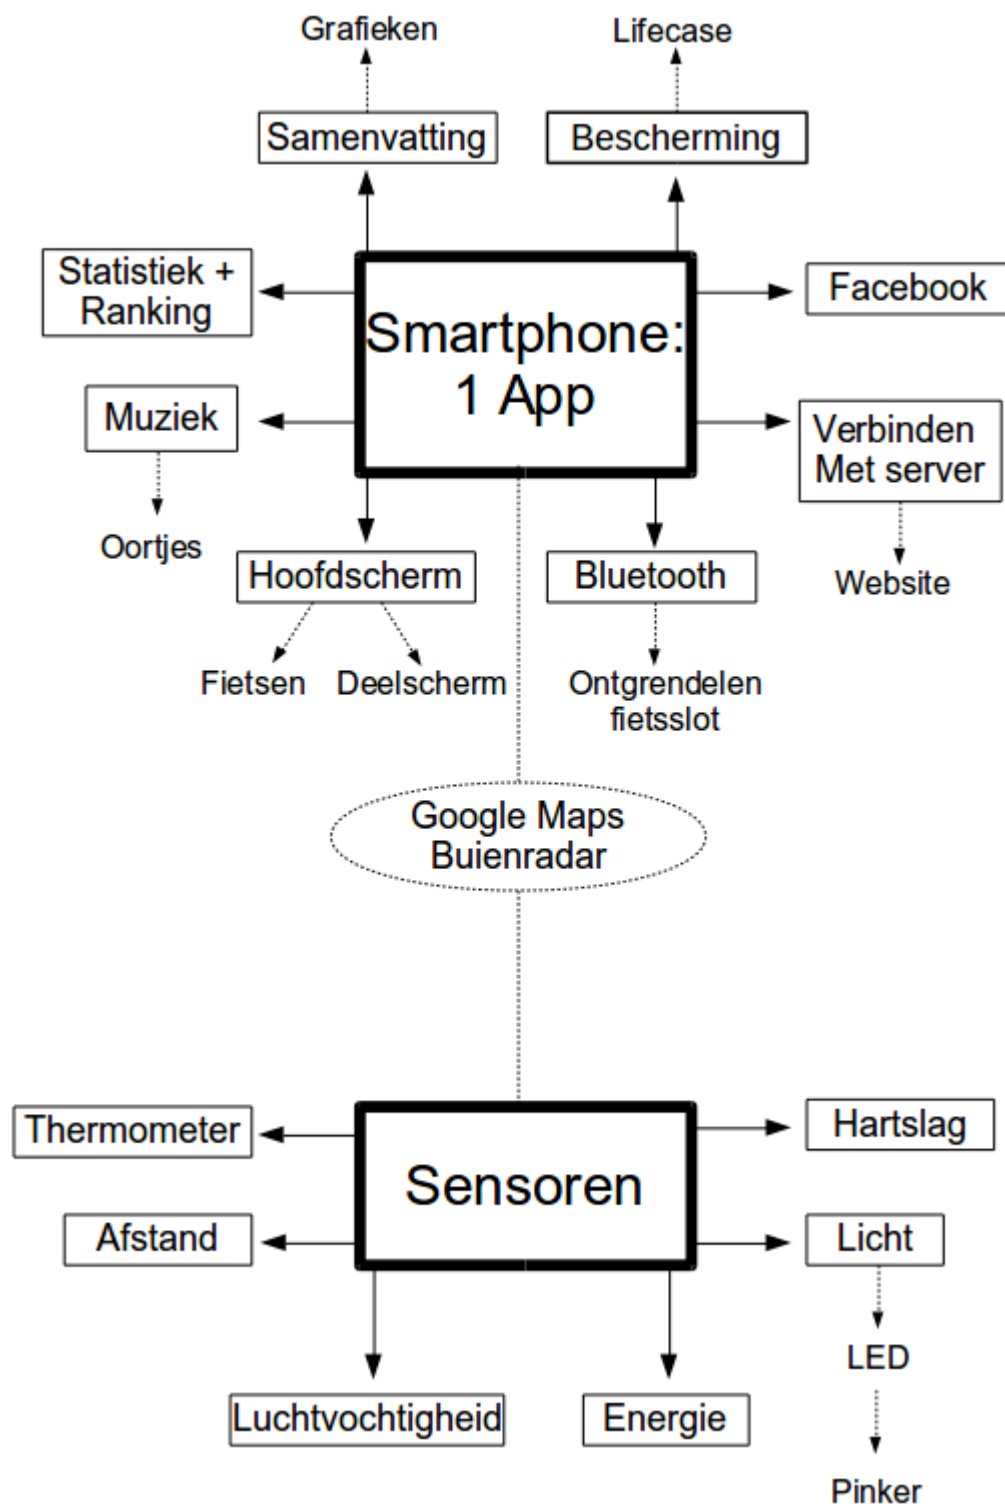 Grafieken
Lifecase
Samenvatting
Bescherming
Statistiek +
Ranking
Smartphone:
1 App
Facebook
Muziek
Verbinden
Met server
Oortjes
Hoofdscherm
Bluetooth
Website
Fietsen
Deelscherm
Ontgrendelen
fietsslot
Google Maps
Buienradar
Thermometer
Sensoren
Hartslag
Afstand
Licht
LED
Luchtvochtigheid
Energie
Pinker